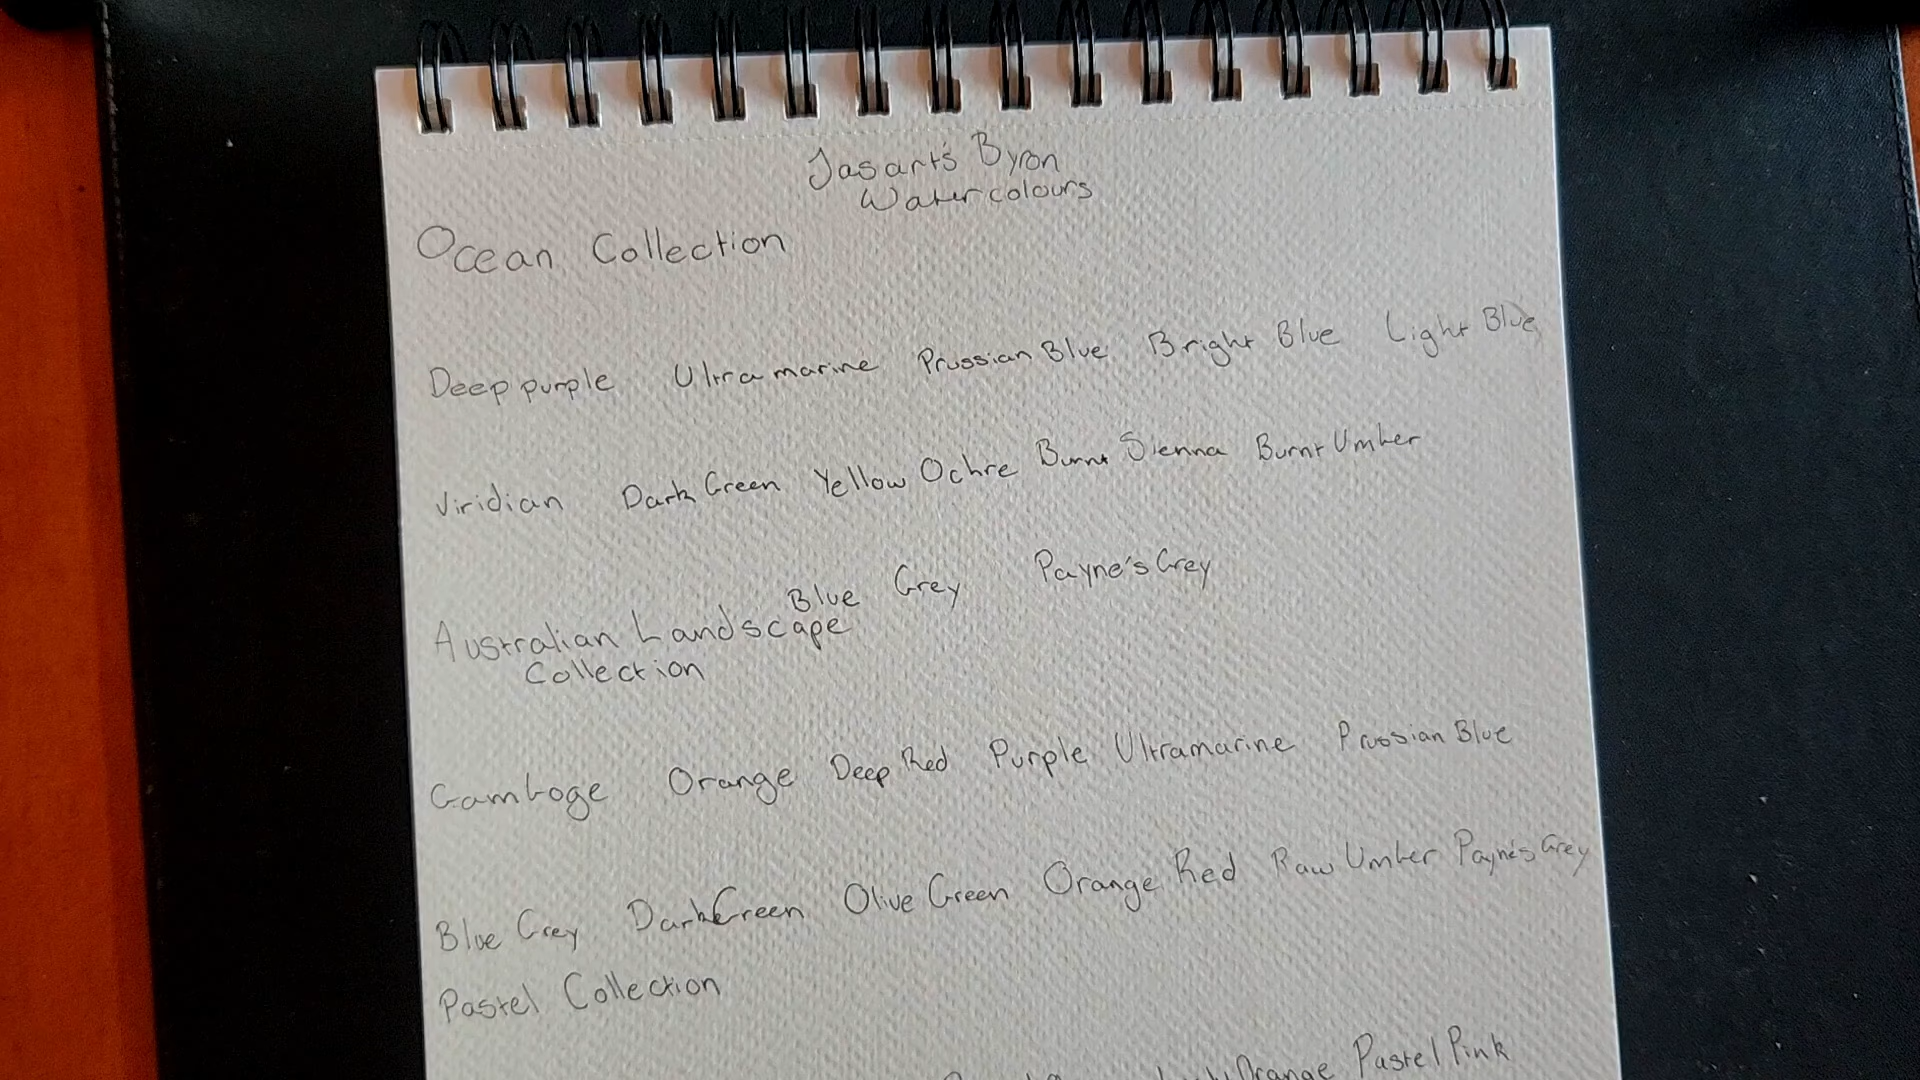 Jasart's Byron
Watercolours
Ocean Collection
Deep purple Ultramarine Prussian Blue Bright Blue Light Blue
Viridian Dark Green Yellow Ochre Burnt Sienna Burnt Umber
Blue Grey Payne's Grey
Australian Landscape
Collection
Gamboge Orange Deep Red Purple Ultramarine Prussian Blue
Blue Grey Dark Green Olive Green Orange Red Raw Umber Payne's Grey
Pastel Collection
Orange Pastel Pink